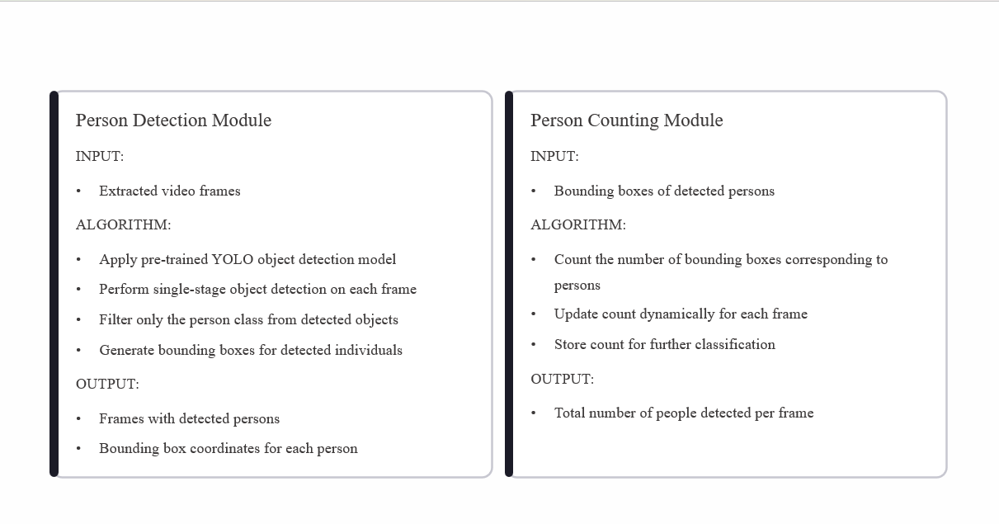 Person Detection Module
INPUT:
• Extracted video frames
ALGORITHM:
• Apply pre-trained YOLO object detection model
• Perform single-stage object detection on each frame
• Filter only the person class from detected objects
• Generate bounding boxes for detected individuals
OUTPUT:
• Frames with detected persons
• Bounding box coordinates for each person
Person Counting Module
INPUT:
• Bounding boxes of detected persons
ALGORITHM:
• Count the number of bounding boxes corresponding to
persons
• Update count dynamically for each frame
• Store count for further classification
OUTPUT:
• Total number of people detected per frame